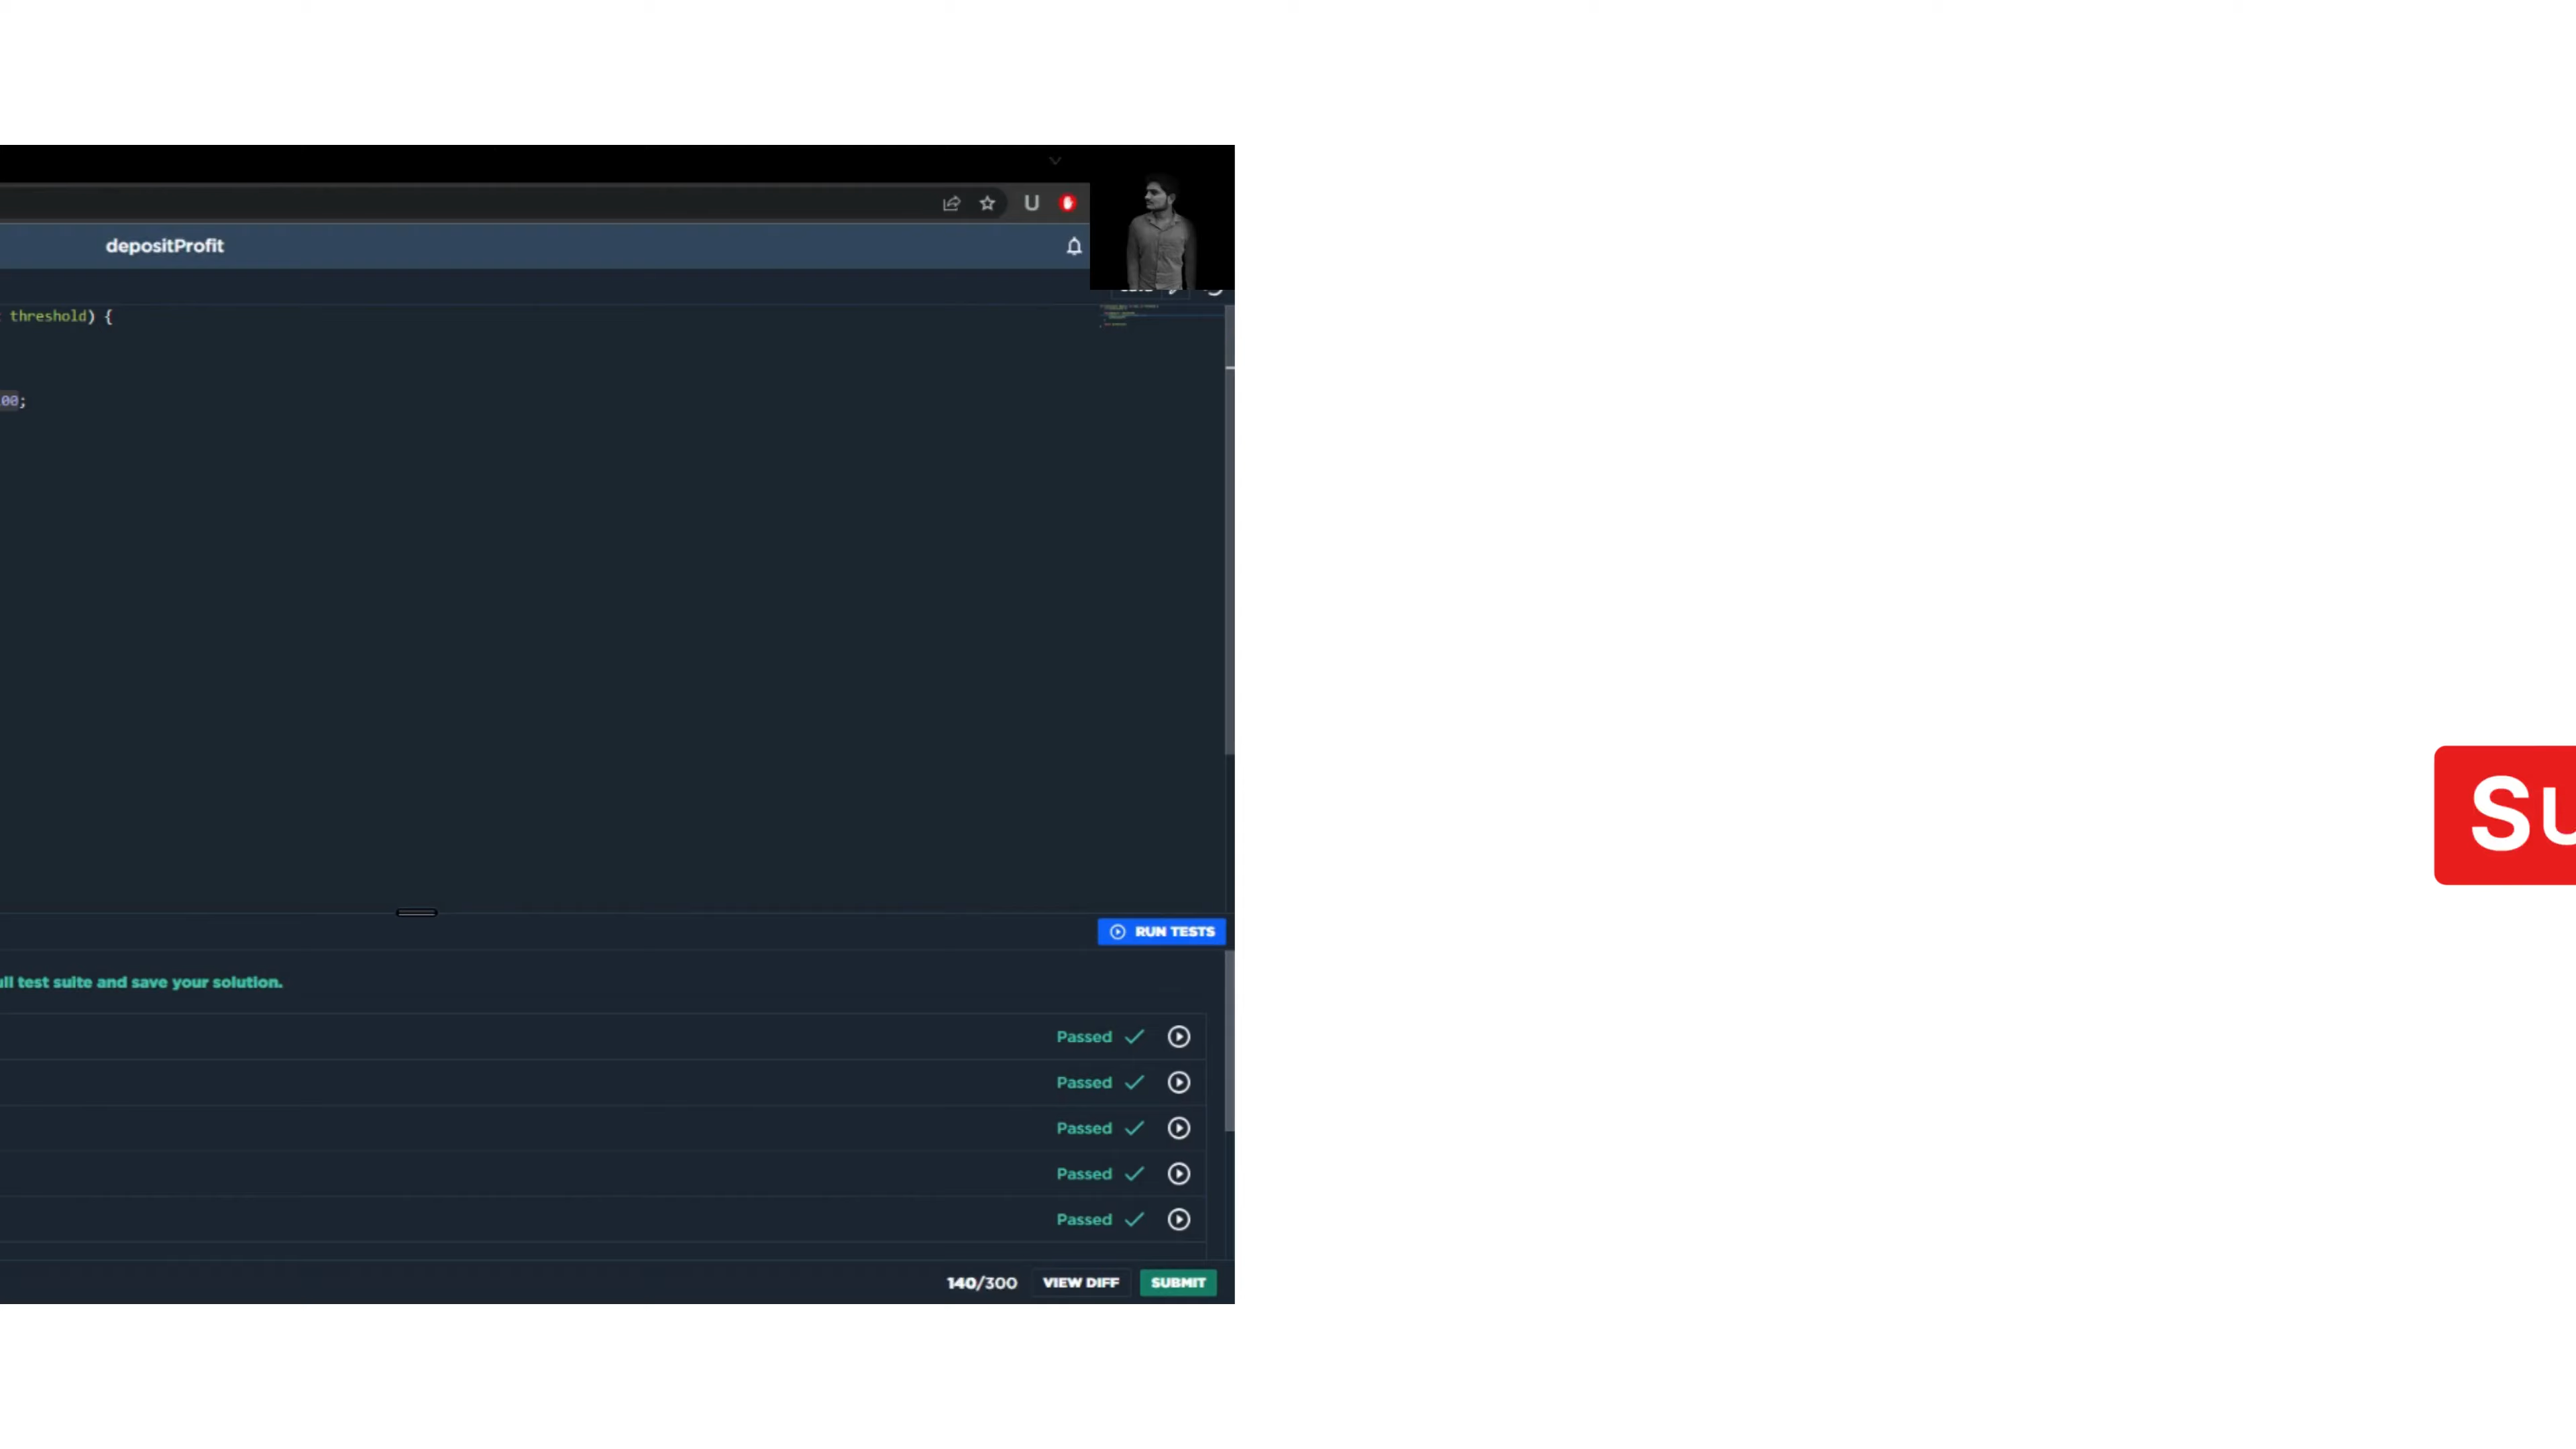 U
depositProfit
threshold) {
00;
RUN TESTS
ll test suite and save your solution.
Passed
Passed
Passed
Passed
Passed
140/300 VIEW DIFF SUBMIT
Su